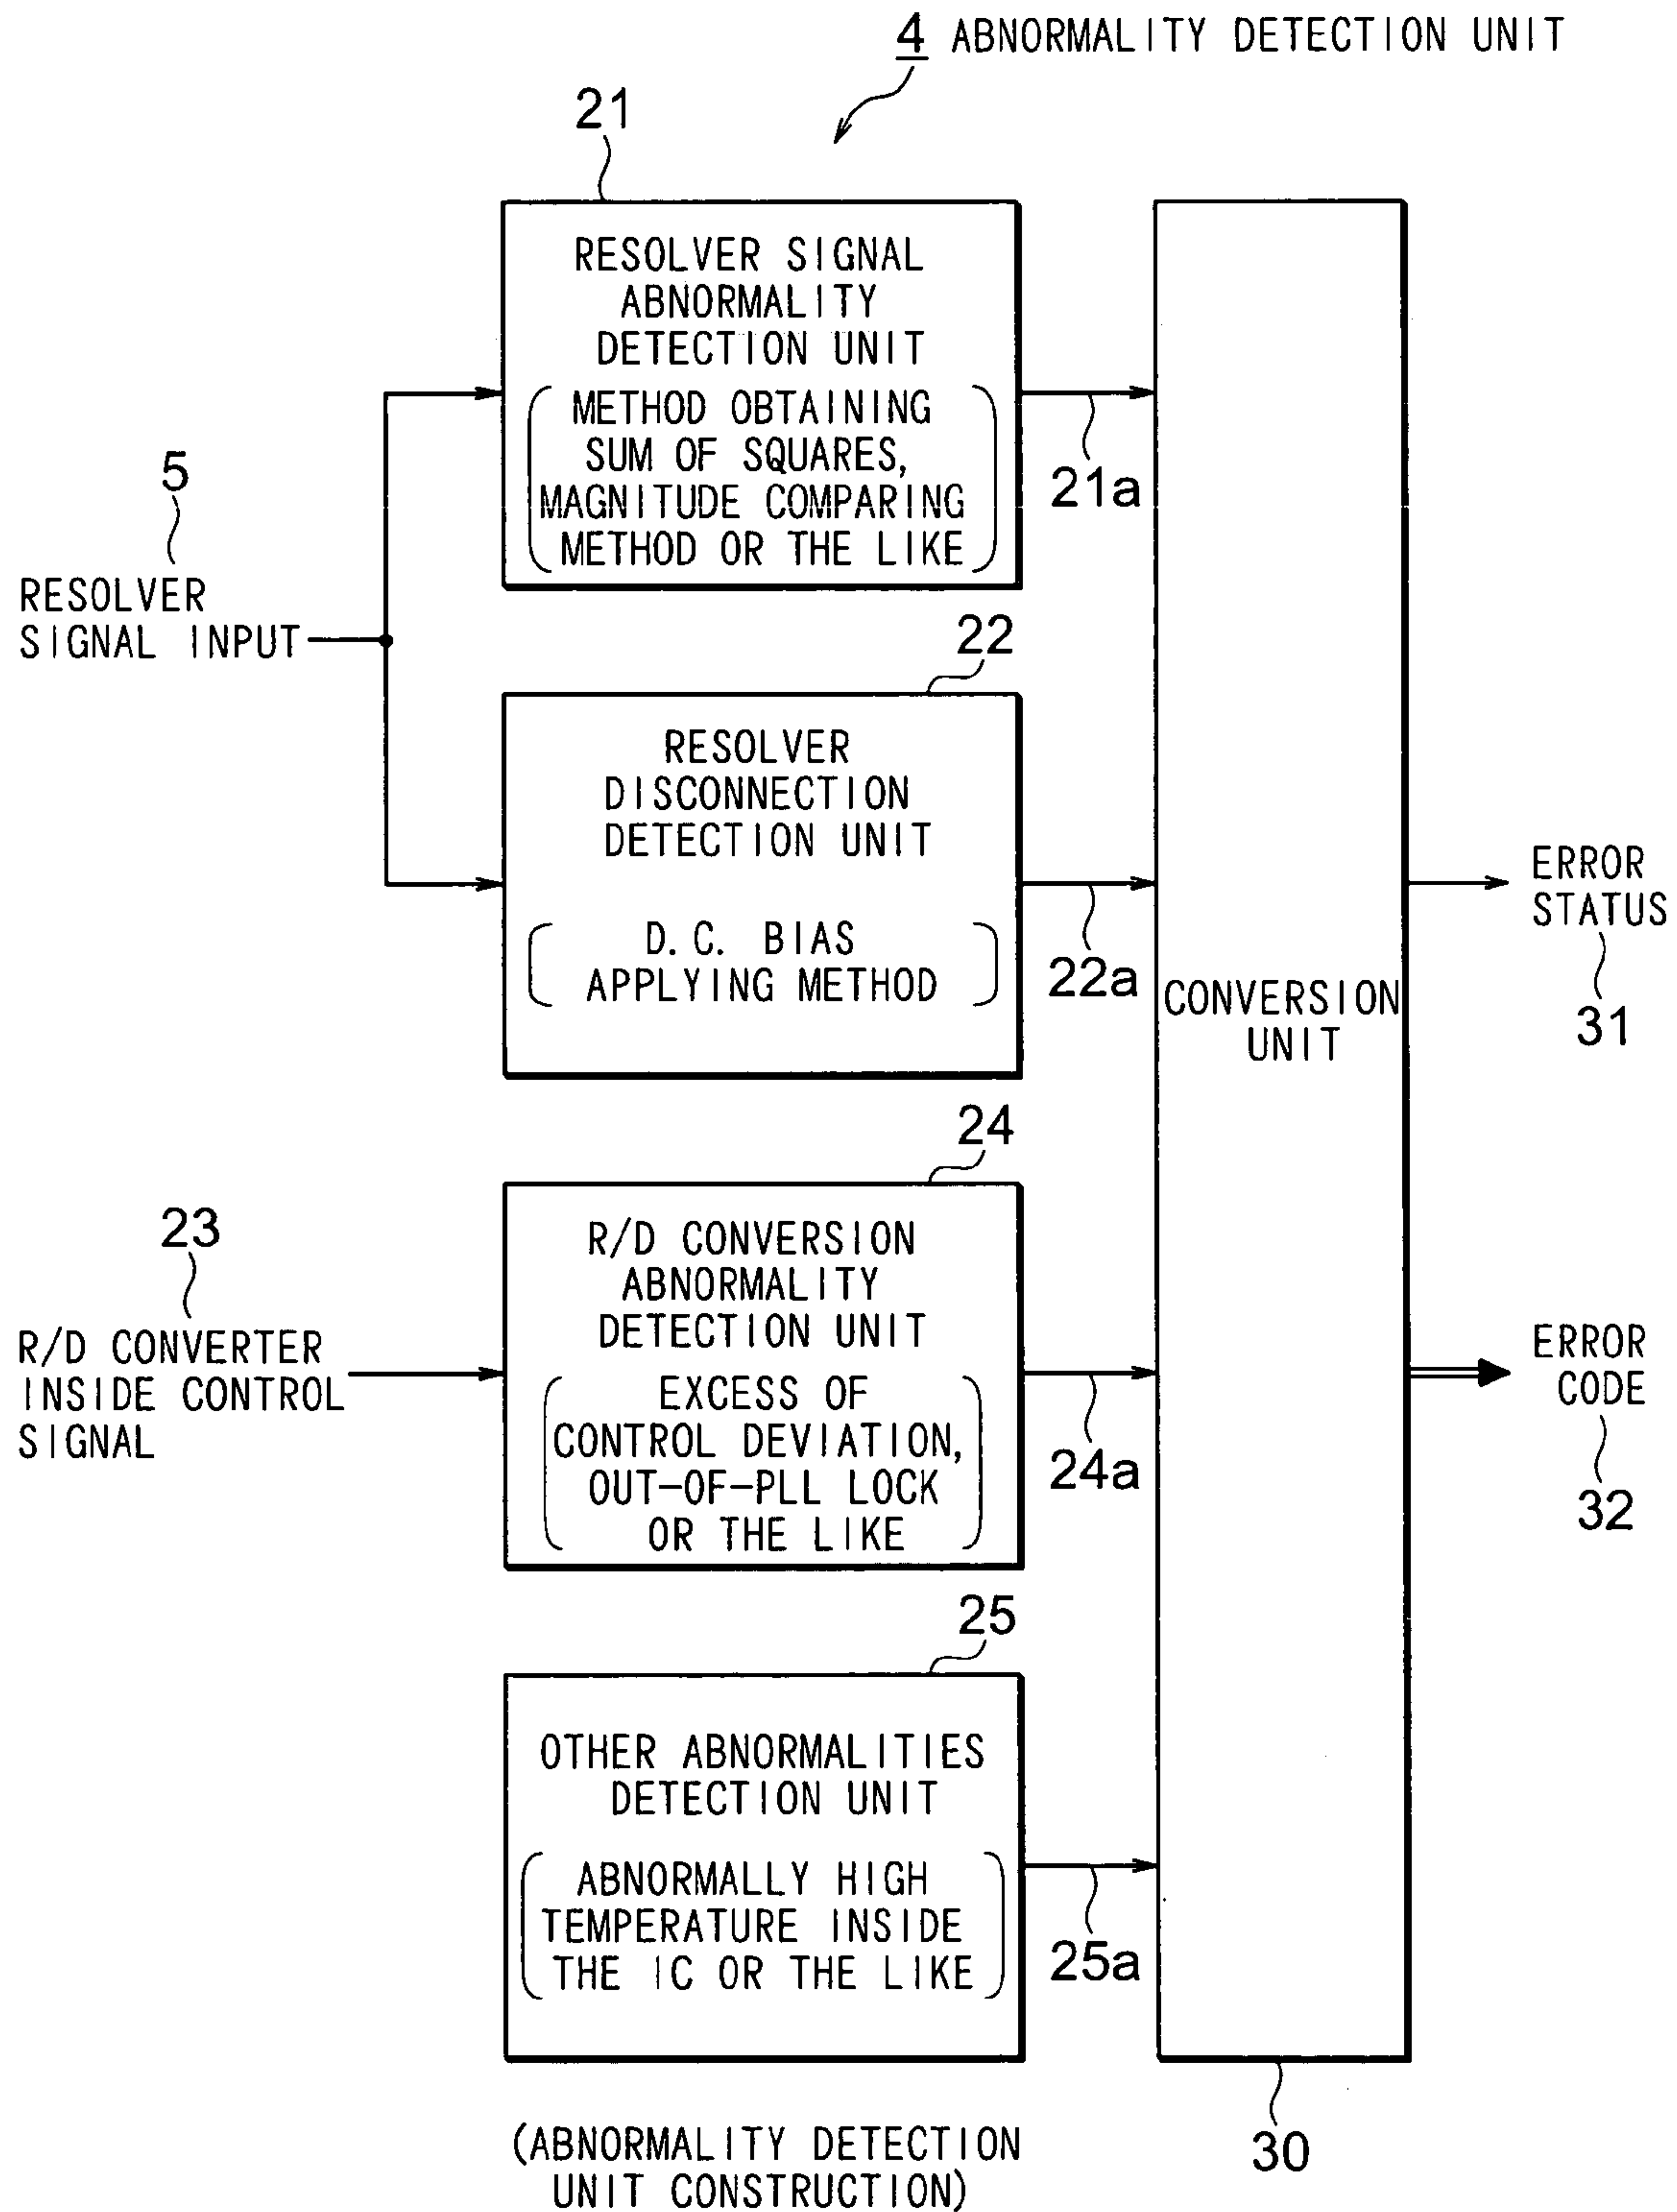 4 ABNORMALITY DETECTION UNIT
21
RESOLVER SIGNAL
ABNORMALITY
DETECTION UNIT
METHOD OBTAINING
SUM OF SQUARES,
MAGNITUDE COMPARING
METHOD OR THE LIKE
21a
5
RESOLVER
SIGNAL INPUT
22
RESOLVER
DISCONNECTION
DETECTION UNIT
D.C. BIAS
APPLYING METHOD
22a
CONVERSION
UNIT
ERROR
STATUS
31
24
23
R/D CONVERTER
INSIDE CONTROL
SIGNAL
R/D CONVERSION
ABNORMALITY
DETECTION UNIT
EXCESS OF
CONTROL DEVIATION,
OUT-OF-PLL LOCK
OR THE LIKE
24a
ERROR
CODE
32
25
OTHER ABNORMALITIES
DETECTION UNIT
ABNORMALLY HIGH
TEMPERATURE INSIDE
THE IC OR THE LIKE
25a
30
(ABNORMALITY DETECTION
UNIT CONSTRUCTION)